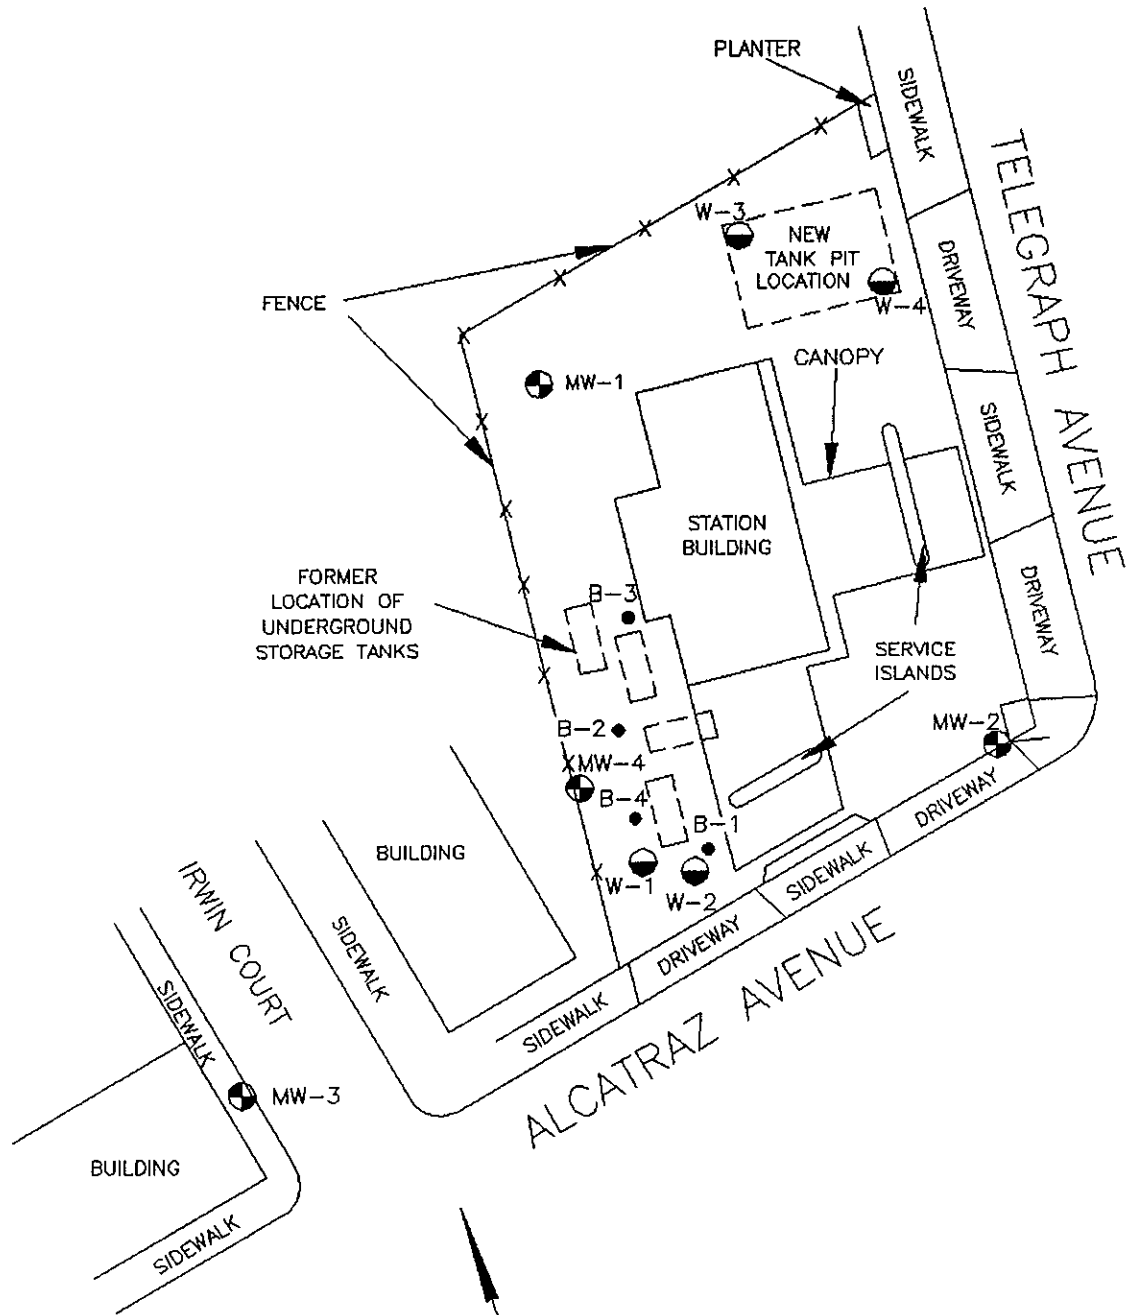 PLANTER
SIDEWALK
TELEGRAPH AVENUE
W-3
NEW
TANK PIT
LOCATION
DRIVEWAY
W-4
FENCE
CANOPY
MW-1
SIDEWALK
STATION
BUILDING
FORMER
LOCATION OF
UNDERGROUND
STORAGE TANKS
B-3
DRIVEWAY
SERVICE
ISLANDS
B-2
MW-2
MW-4
B-4
B-1
DRIVEWAY
BUILDING
W-1
W-2
SIDEWALK
IRWIN COURT
SIDEWALK
DRIVEWAY
SIDEWALK
ALCATRAZ AVENUE
SIDEWALK
MW-3
BUILDING
SIDEWALK